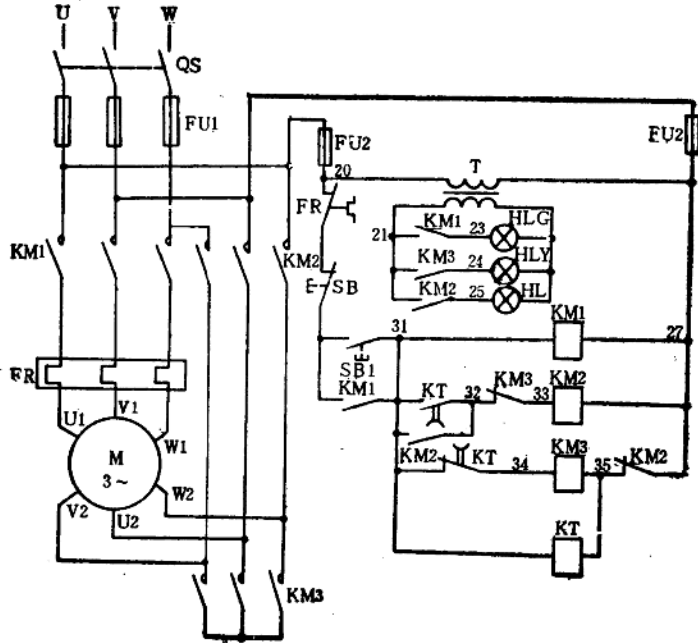 U V W
QS
FU1
FU2
FU2
20
T
FR
KM1 23 HLG
21
KM1
KM2
KM3 24 HLY
SB
KM2 25 HL
31
KM1
27
SB1
FR
KM1
KT 32 KM3 33 KM2
U1 V1
W1
KM2 KT 34 KM3 35 KM2
M
3~
W2
V2
U2
KT
KM3